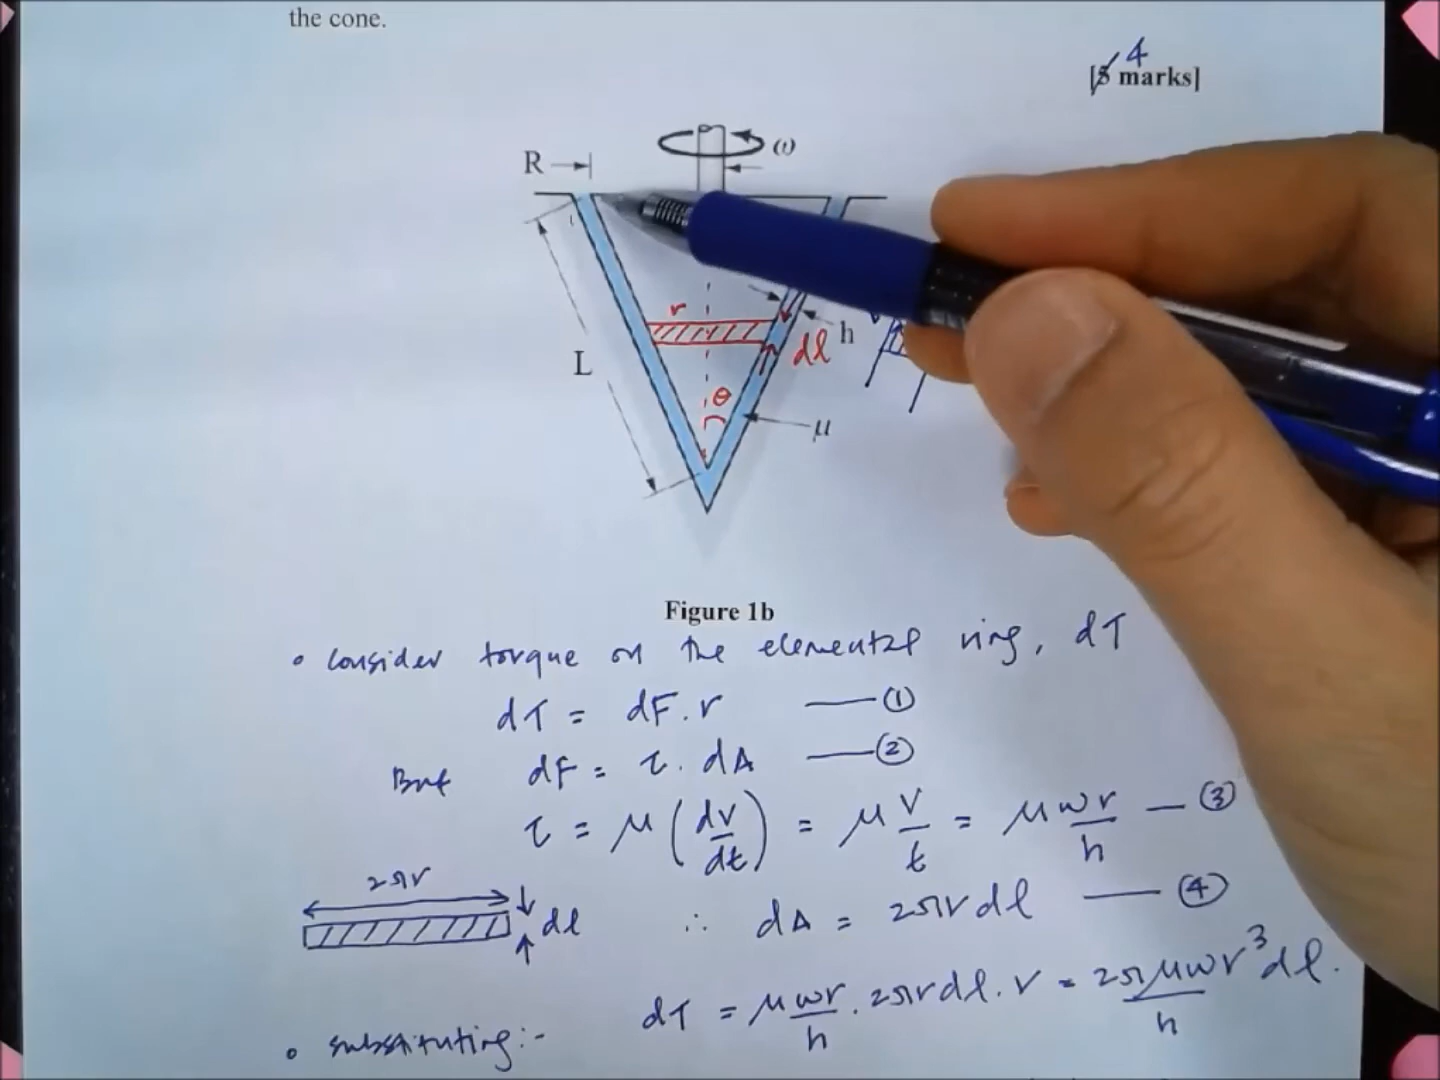 the cone.
[5 4 marks]
ω
R
r
h
dl
L
θ
μ
Figure 1b
• Consider torque on the elemental ring, dT
dT = dF.r — ①
But dF = τ. dA — ②
τ = μ (dv/dt) = μ v/t = μ ωr/h — ③
2πr
dl ∴ dA = 2πr dl — ④
• substituting:- dT = μ ωr/h . 2πr dl . r = 2πμωr³/h dl.